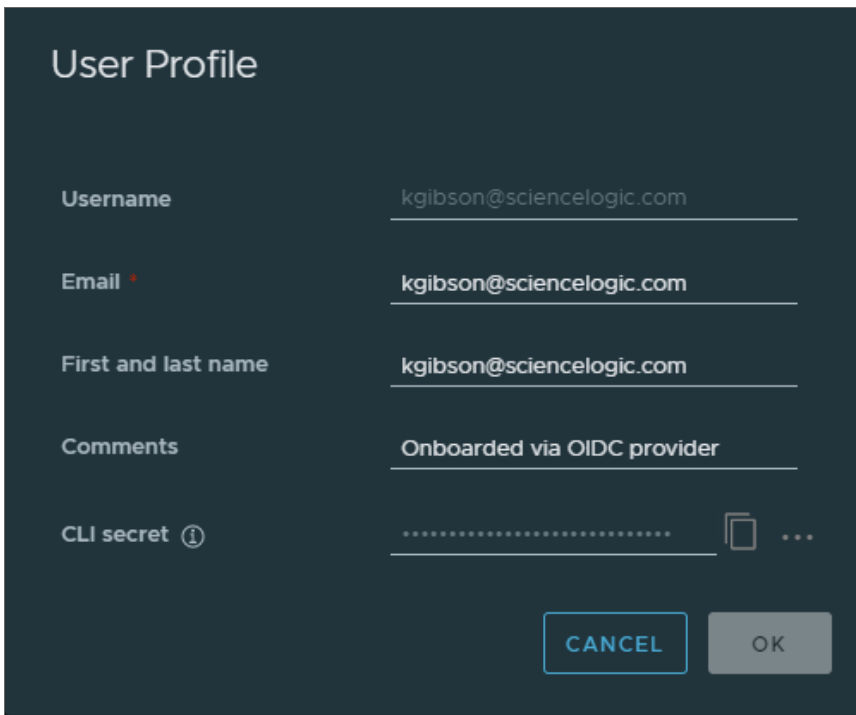 User Profile
Username kgibson@sciencelogic.com
Email * kgibson@sciencelogic.com
First and last name kgibson@sciencelogic.com
Comments Onboarded via OIDC provider
CLI secret ••••••••••••••••••••••••••••• ...
CANCEL OK